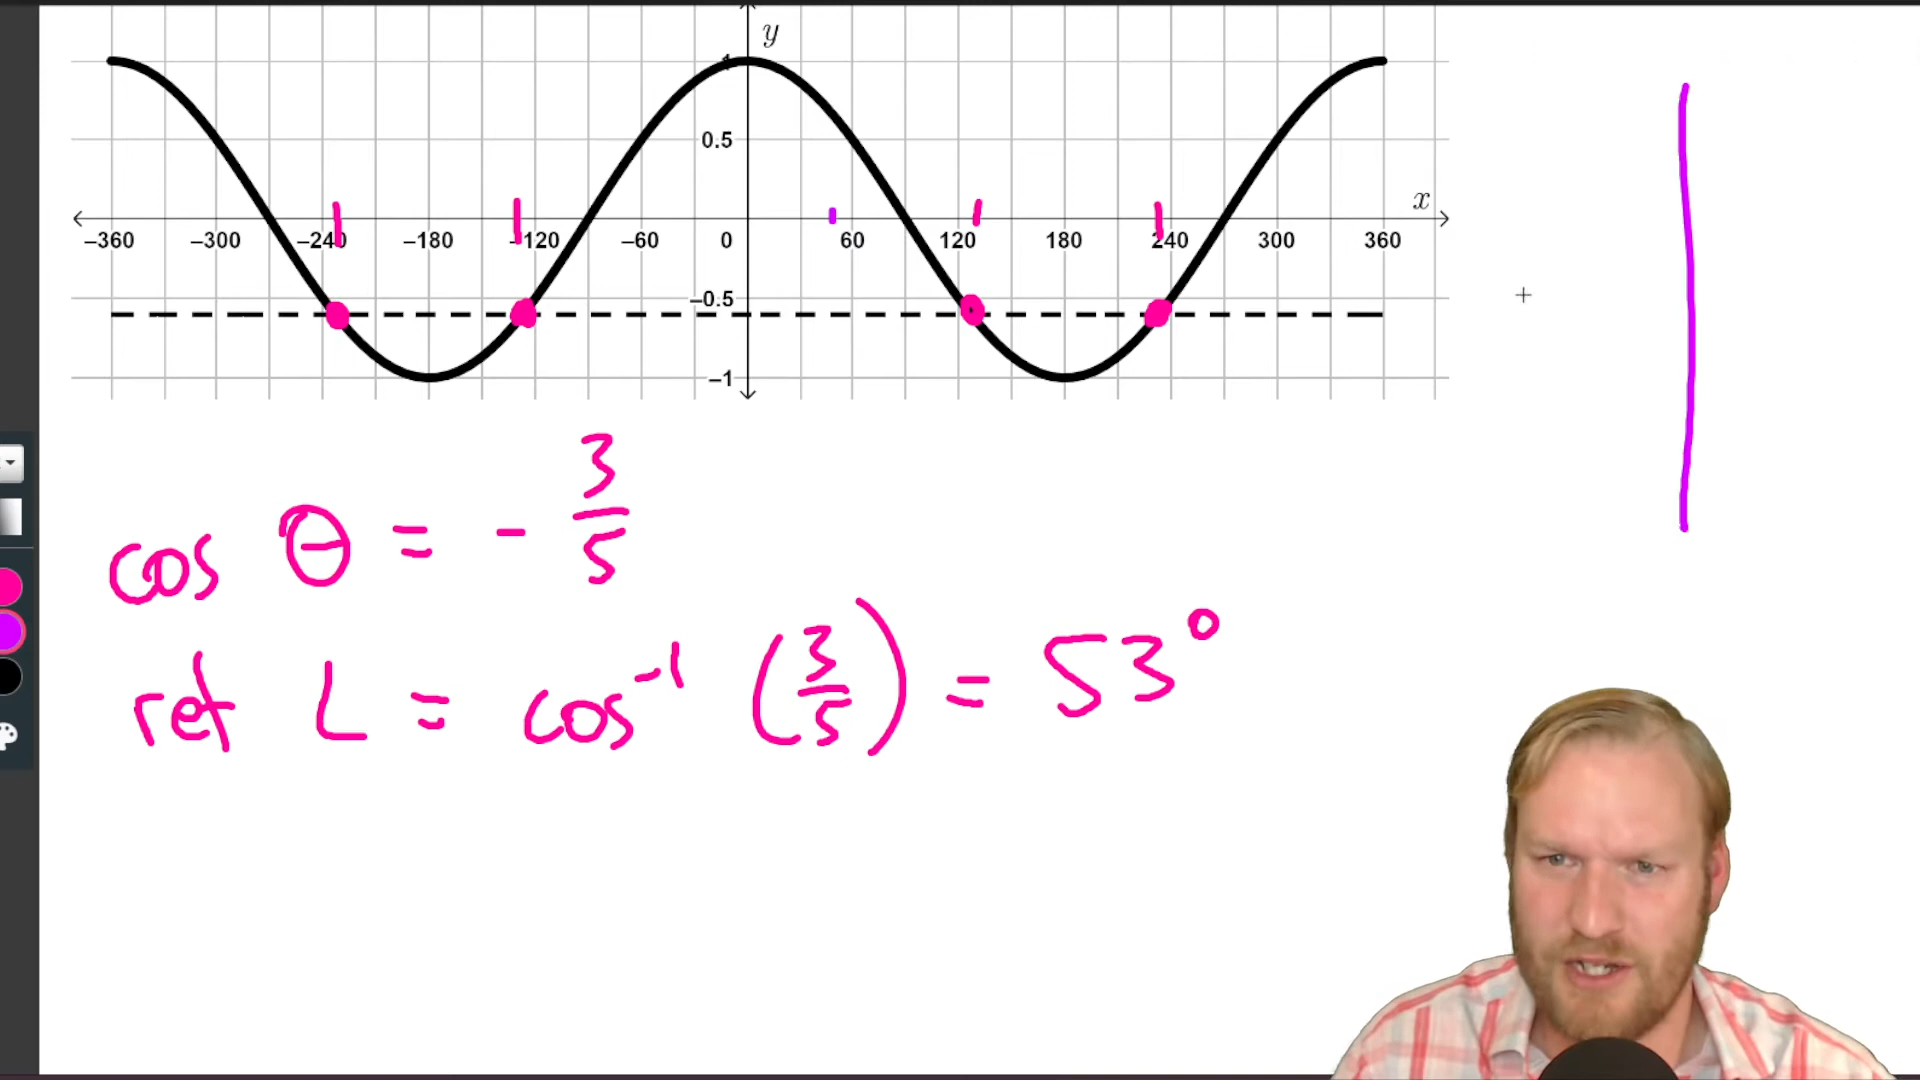 y
1
0.5
x
–360 –300 –240 –180 –120 –60 0 60 120 180 240 300 360
–0.5
–1
cos θ = - 3/5
ref ∠ = cos⁻¹ (3/5) = 53°